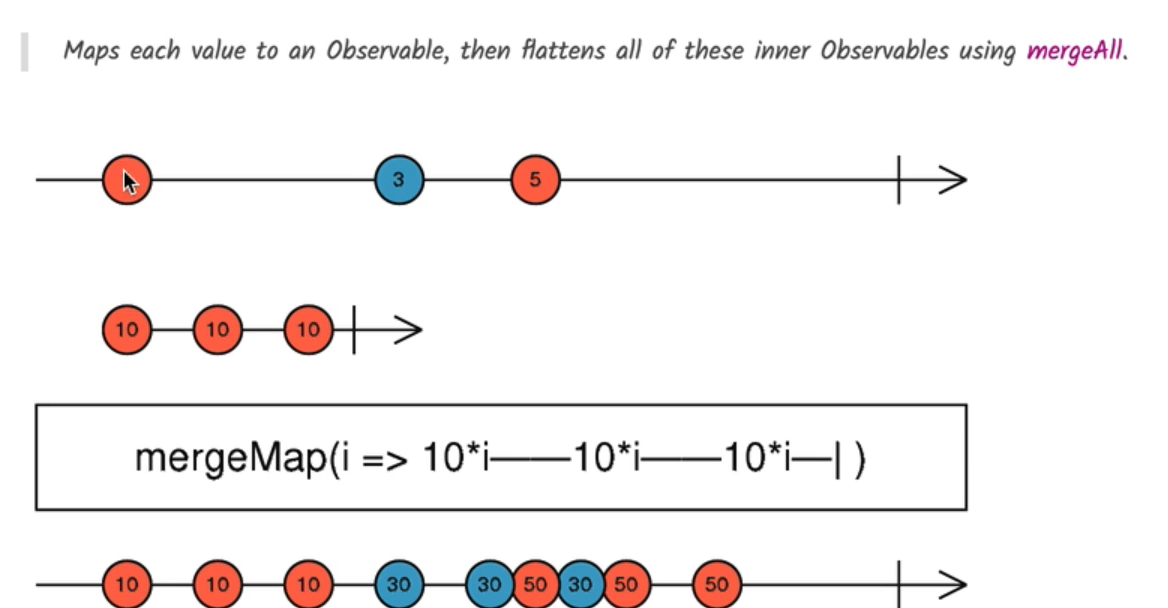 Maps each value to an Observable, then flattens all of these inner Observables using mergeAll.
3 5
10 10 10
mergeMap(i => 10*i——10*i——10*i—| )
10 10 10 30 30 50 30 50 50